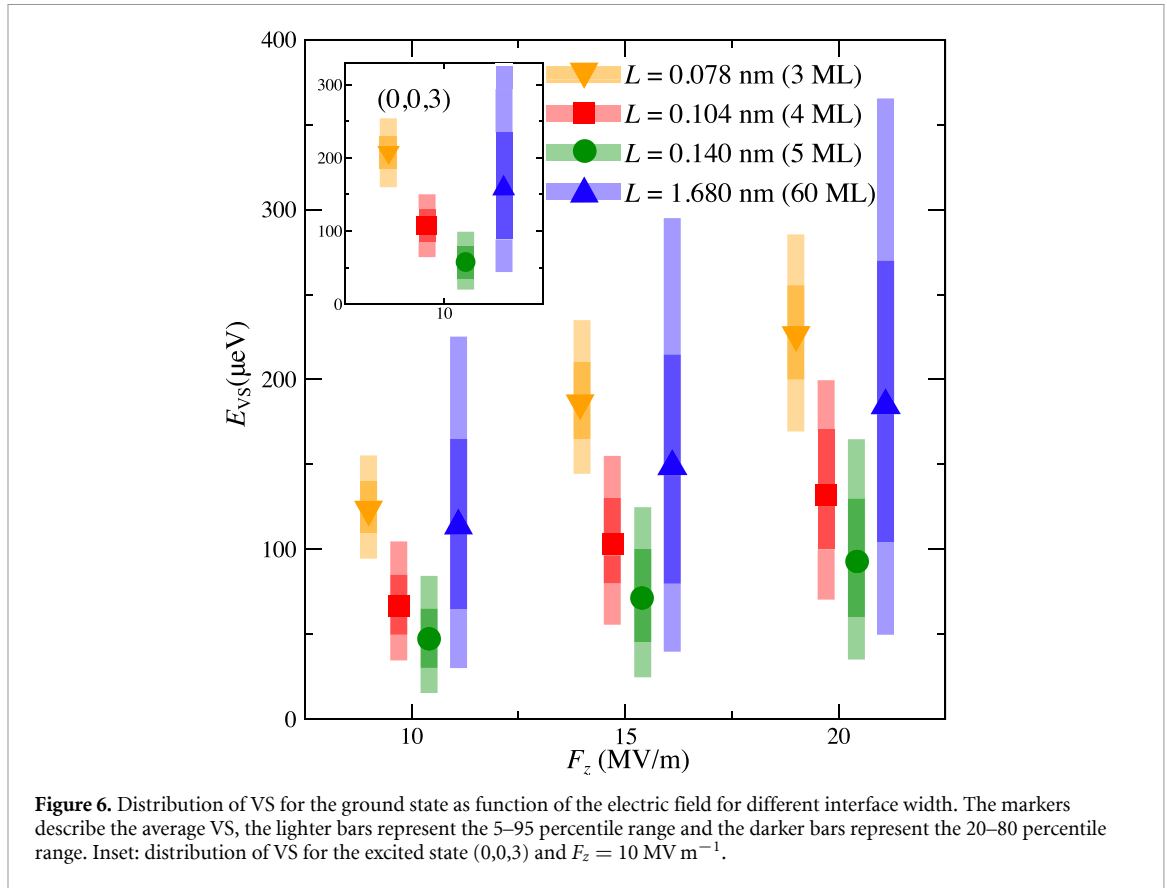 400
300
200
100
0
E_VS(μeV)
10
15
20
F_z (MV/m)
L = 0.078 nm (3 ML)
L = 0.104 nm (4 ML)
L = 0.140 nm (5 ML)
L = 1.680 nm (60 ML)
(0,0,3)
300
200
100
0
10
Figure 6. Distribution of VS for the ground state as function of the electric field for different interface width. The markers
describe the average VS, the lighter bars represent the 5–95 percentile range and the darker bars represent the 20–80 percentile
range. Inset: distribution of VS for the excited state (0,0,3) and F_z = 10 MV m⁻¹.